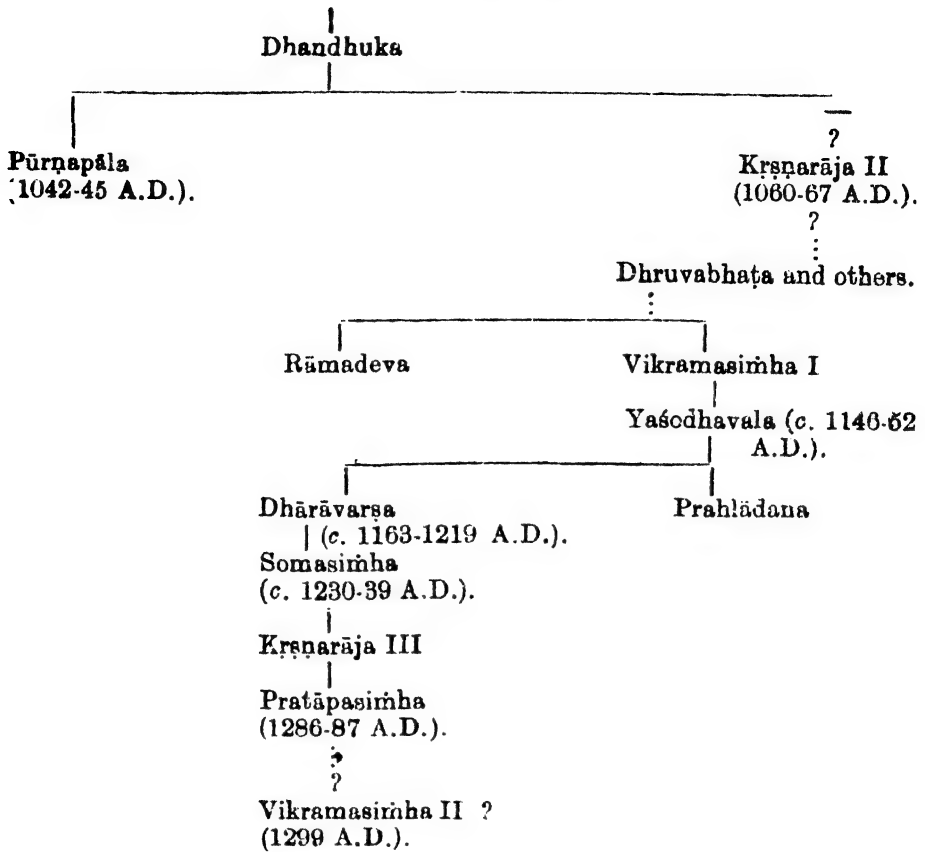 Dhandhuka
Pūrṇapāla
(1042-45 A.D.).
?
Kṛṣṇarāja II
(1060-67 A.D.).
?
Dhruvabhaṭa and others.
Rāmadeva
Vikramasiṁha I
Yaśodhavala (c. 1146-52
A.D.).
Dhārāvarṣa
(c. 1163-1219 A.D.).
Prahlādana
Somasiṁha
(c. 1230-39 A.D.).
Kṛṣṇarāja III
Pratāpasiṁha
(1286-87 A.D.).
?
Vikramasiṁha II ?
(1299 A.D.).